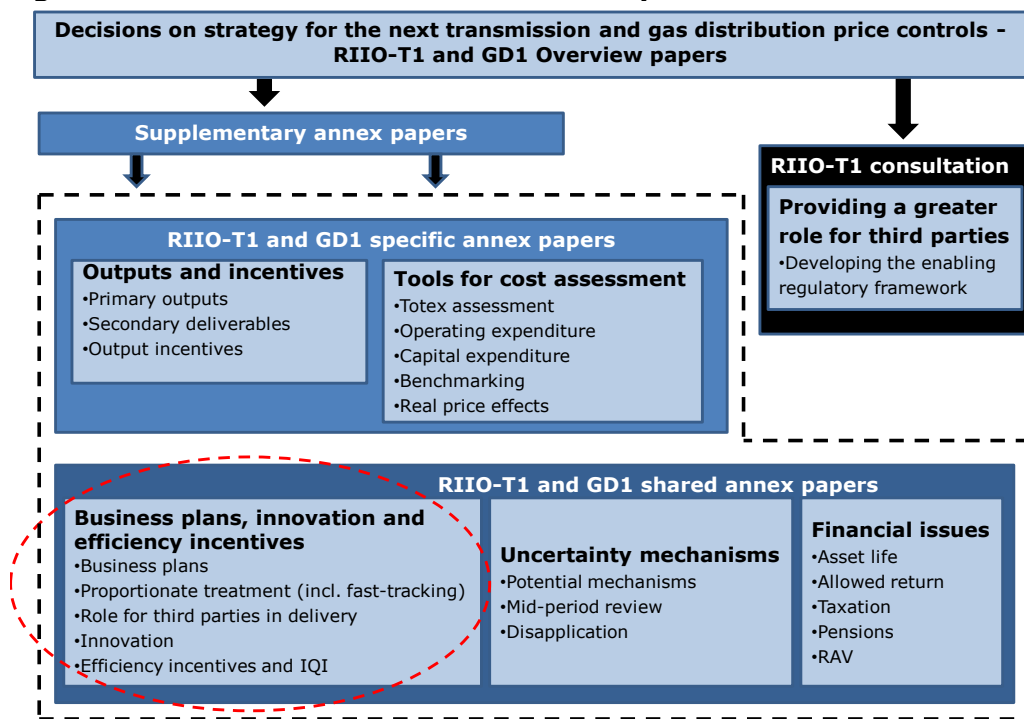 Decisions on strategy for the next transmission and gas distribution price controls -
RIIO-T1 and GD1 Overview papers
Supplementary annex papers
RIIO-T1 consultation
Providing a greater
role for third parties
•Developing the enabling
regulatory framework
RIIO-T1 and GD1 specific annex papers
Outputs and incentives
•Primary outputs
•Secondary deliverables
•Output incentives
Tools for cost assessment
•Totex assessment
•Operating expenditure
•Capital expenditure
•Benchmarking
•Real price effects
RIIO-T1 and GD1 shared annex papers
Business plans, innovation and
efficiency incentives
•Business plans
•Proportionate treatment (incl. fast-tracking)
•Role for third parties in delivery
•Innovation
•Efficiency incentives and IQI
Uncertainty mechanisms
•Potential mechanisms
•Mid-period review
•Disapplication
Financial issues
•Asset life
•Allowed return
•Taxation
•Pensions
•RAV